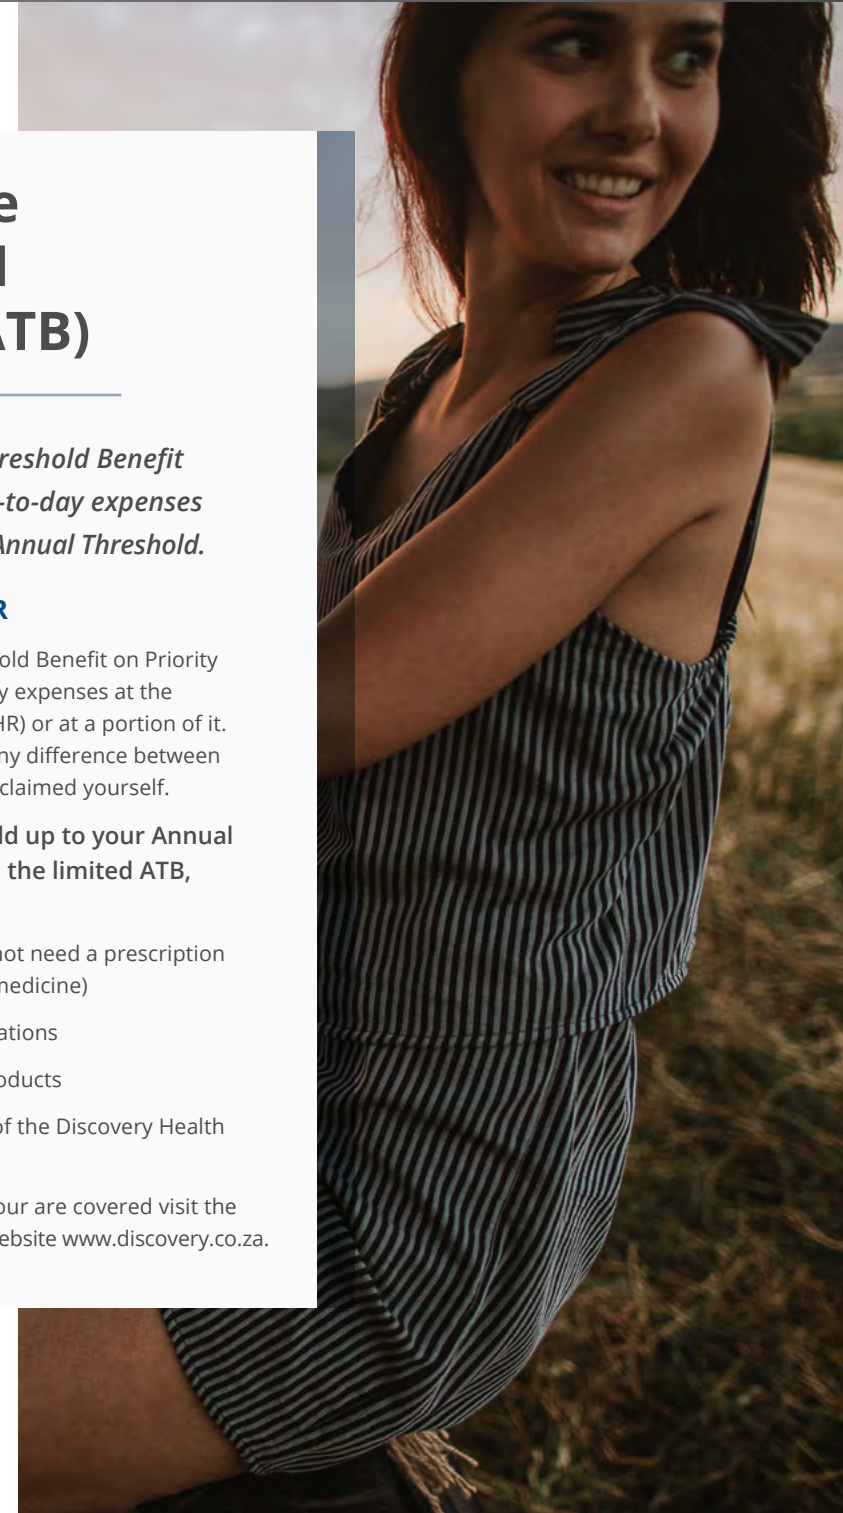 e
l
ATB)
reshold Benefit
-to-day expenses
Annual Threshold.
R
old Benefit on Priority
y expenses at the
HR) or at a portion of it.
ny difference between
claimed yourself.
ld up to your Annual
the limited ATB,
not need a prescription
medicine)
ations
oducts
of the Discovery Health
our are covered visit the
ebsite www.discovery.co.za.